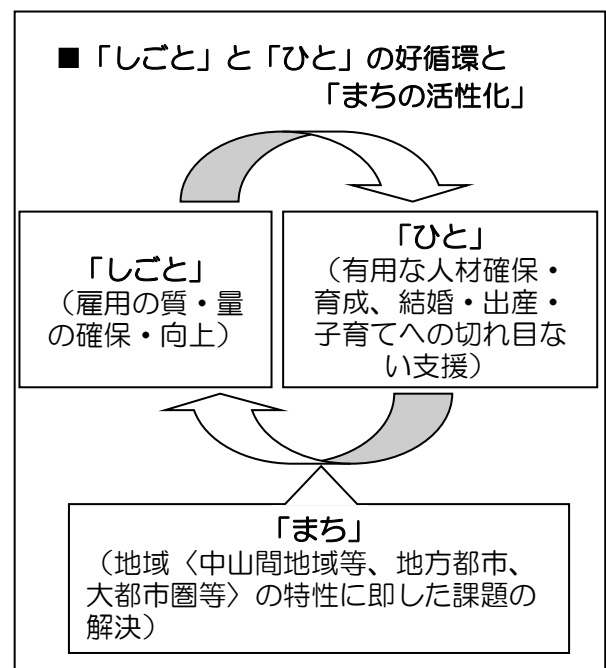 ■「しごと」と「ひと」の好循環と
「まちの活性化」
「しごと」
（雇用の質・量
の確保・向上）
「ひと」
（有用な人材確保・
育成、結婚・出産・
子育てへの切れ目な
い支援）
「まち」
（地域〈中山間地域等、地方都市、
大都市圏等〉の特性に即した課題の
解決）